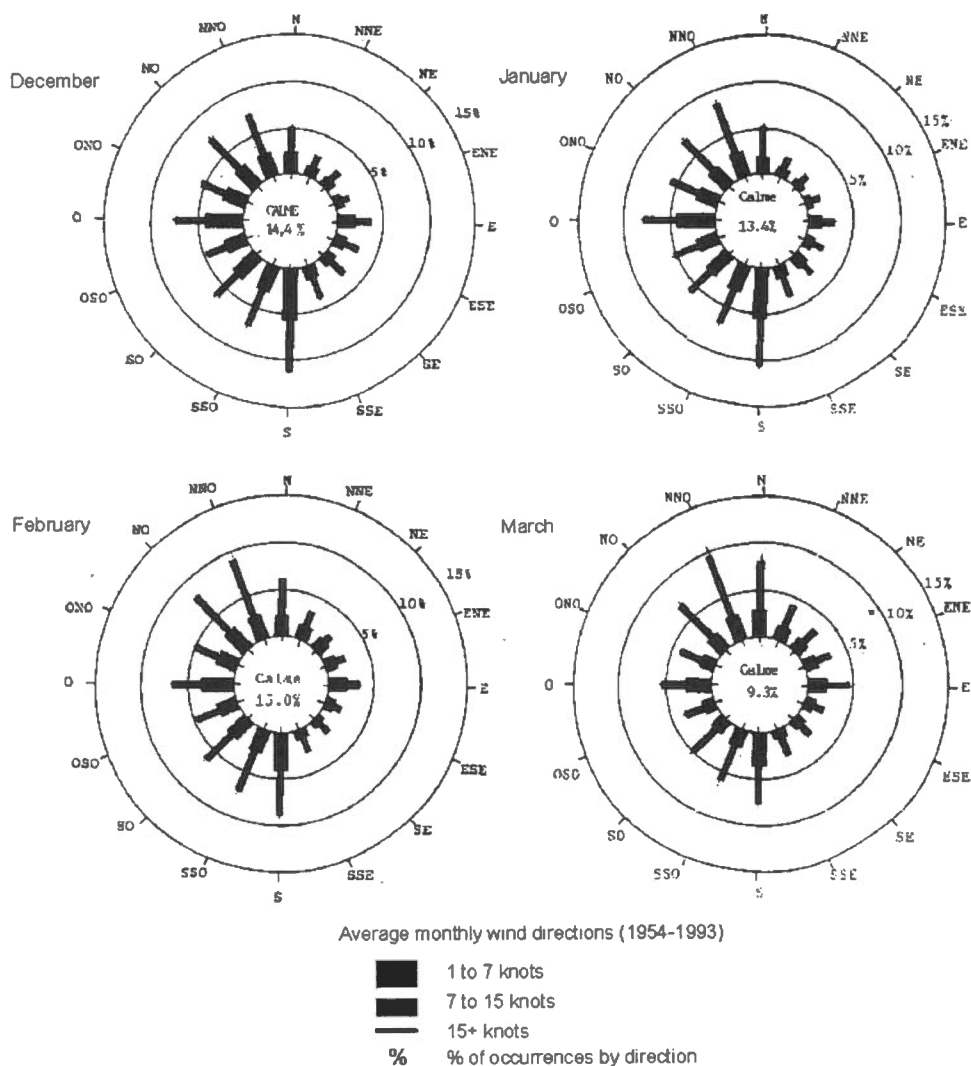 December
N
NNE
NE
15%
ENE
10%
5%
E
ESE
SE
SSE
S
SSO
SO
OSO
O
ONO
NO
NNO
CALME
14,4%
January
N
NNE
NE
15%
ENE
10%
5%
E
ESE
SE
SSE
S
SSO
SO
OSO
O
ONO
NO
NNO
Calme
13.4%
February
N
NNE
NE
15%
ENE
10%
5%
E
ESE
SE
SSE
S
SSO
SO
OSO
O
ONO
NO
NNO
Calme
March
N
NNE
NE
15%
ENE
10%
5%
E
ESE
SE
SSE
S
SSO
SO
OSO
O
ONO
NO
NNO
Calme
9.3%
Average monthly wind directions (1954-1993)
1 to 7 knots
7 to 15 knots
15+ knots
% % of occurrences by direction